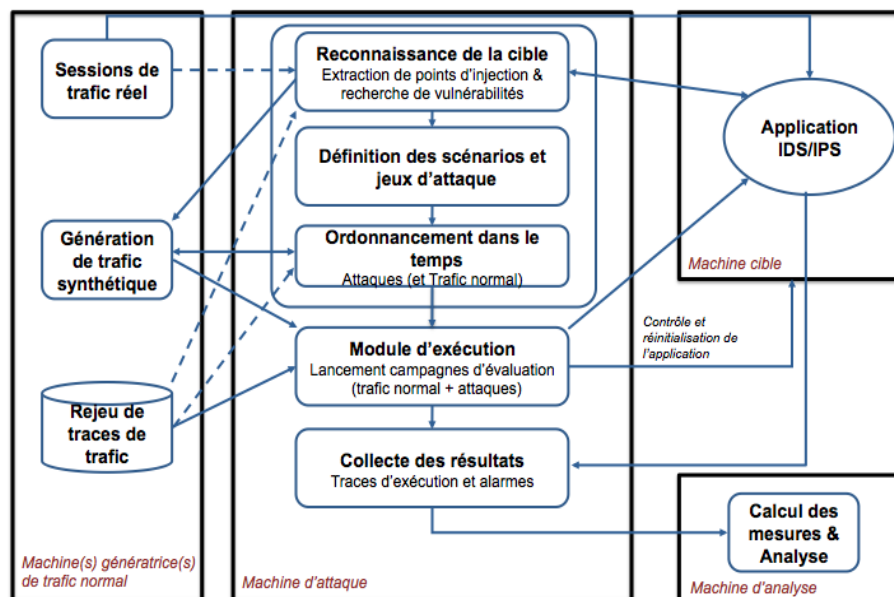 Sessions de
trafic réel
Génération
de trafic
synthétique
Rejeu de
traces de
trafic
Machine(s) génératrice(s)
de trafic normal
Reconnaissance de la cible
Extraction de points d'injection &
recherche de vulnérabilités
Définition des scénarios et
jeux d'attaque
Ordonnancement dans le
temps
Attaques (et Trafic normal)
Module d'exécution
Lancement campagnes d'évaluation
(trafic normal + attaques)
Collecte des résultats
Traces d'exécution et alarmes
Machine d'attaque
Application
IDS/IPS
Machine cible
Contrôle et
réinitialisation de
l'application
Calcul des
mesures &
Analyse
Machine d'analyse